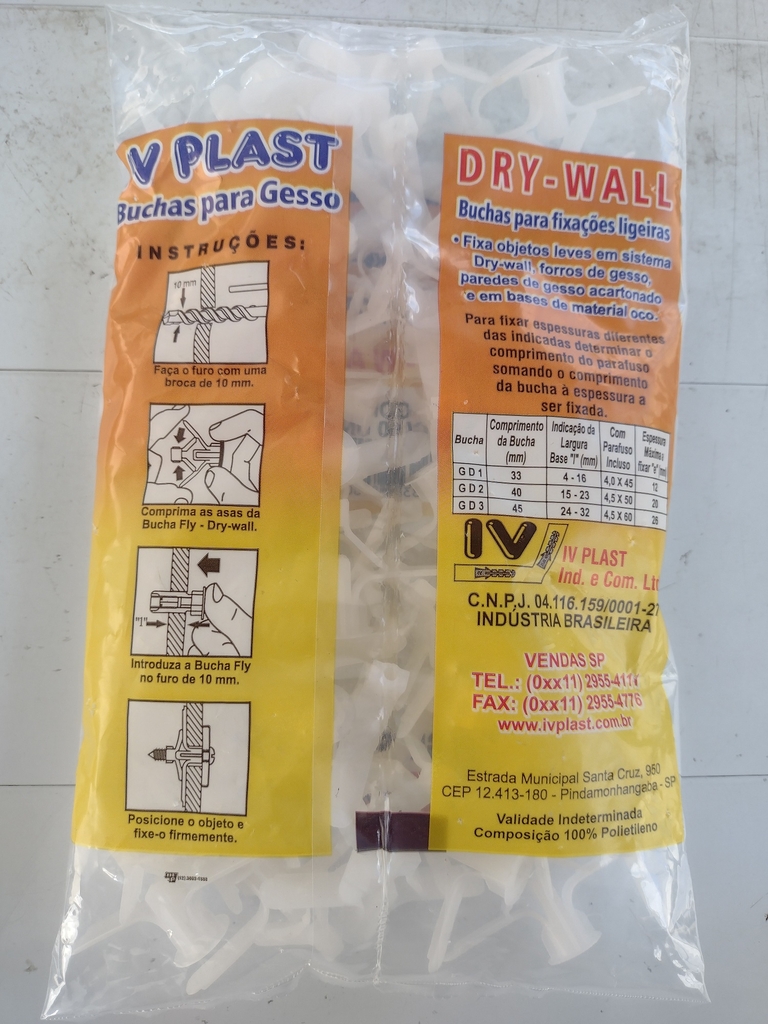 IV PLAST
Buchas para Gesso
INSTRUÇÕES:
10 mm
Faça o furo com uma
broca de 10 mm.
Comprima as asas da
Bucha Fly - Dry-wall.
"1"
Introduza a Bucha Fly
no furo de 10 mm.
Posicione o objeto e
fixe-o firmemente.
DRY-WALL
Buchas para fixações ligeiras
• Fixa objetos leves em sistema
Dry-wall, forros de gesso,
paredes de gesso acartonado
e em bases de material oco.
Para fixar espessuras diferentes
das indicadas determinar o
comprimento do parafuso
somando o comprimento
da bucha à espessura a
ser fixada.
Bucha Comprimento da Bucha (mm) Indicação da Largura Base "l" (mm) Com Parafuso Incluso Espessura Máxima a fixar "e" (mm)
GD1 33 4 - 16 4,0 X 45 12
GD2 40 15 - 23 4,5 X 50 20
GD3 45 24 - 32 4,5 X 60 26
IV
IV PLAST
Ind. e Com. Lt
C.N.P.J. 04.116.159/0001-27
INDÚSTRIA BRASILEIRA
VENDAS SP
TEL.: (0xx11) 2955-4117
FAX: (0xx11) 2955-4776
www.ivplast.com.br
Estrada Municipal Santa Cruz, 950
CEP 12.413-180 - Pindamonhangaba - SP
Validade Indeterminada
Composição 100% Polietileno